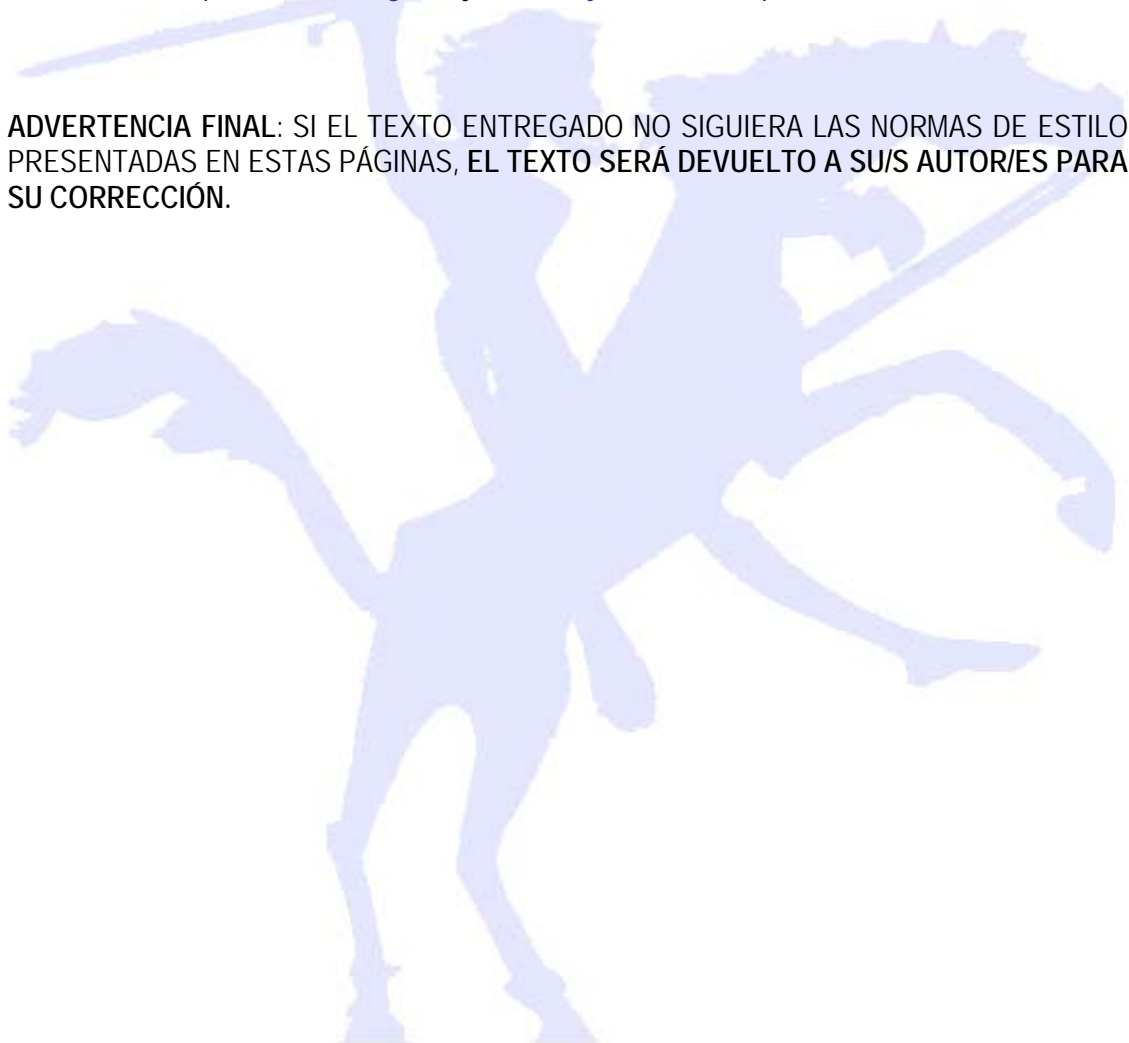 ADVERTENCIA FINAL: SI EL TEXTO ENTREGADO NO SIGUIERA LAS NORMAS DE ESTILO
PRESENTADAS EN ESTAS PÁGINAS, EL TEXTO SERÁ DEVUELTO A SU/S AUTOR/ES PARA
SU CORRECCIÓN.